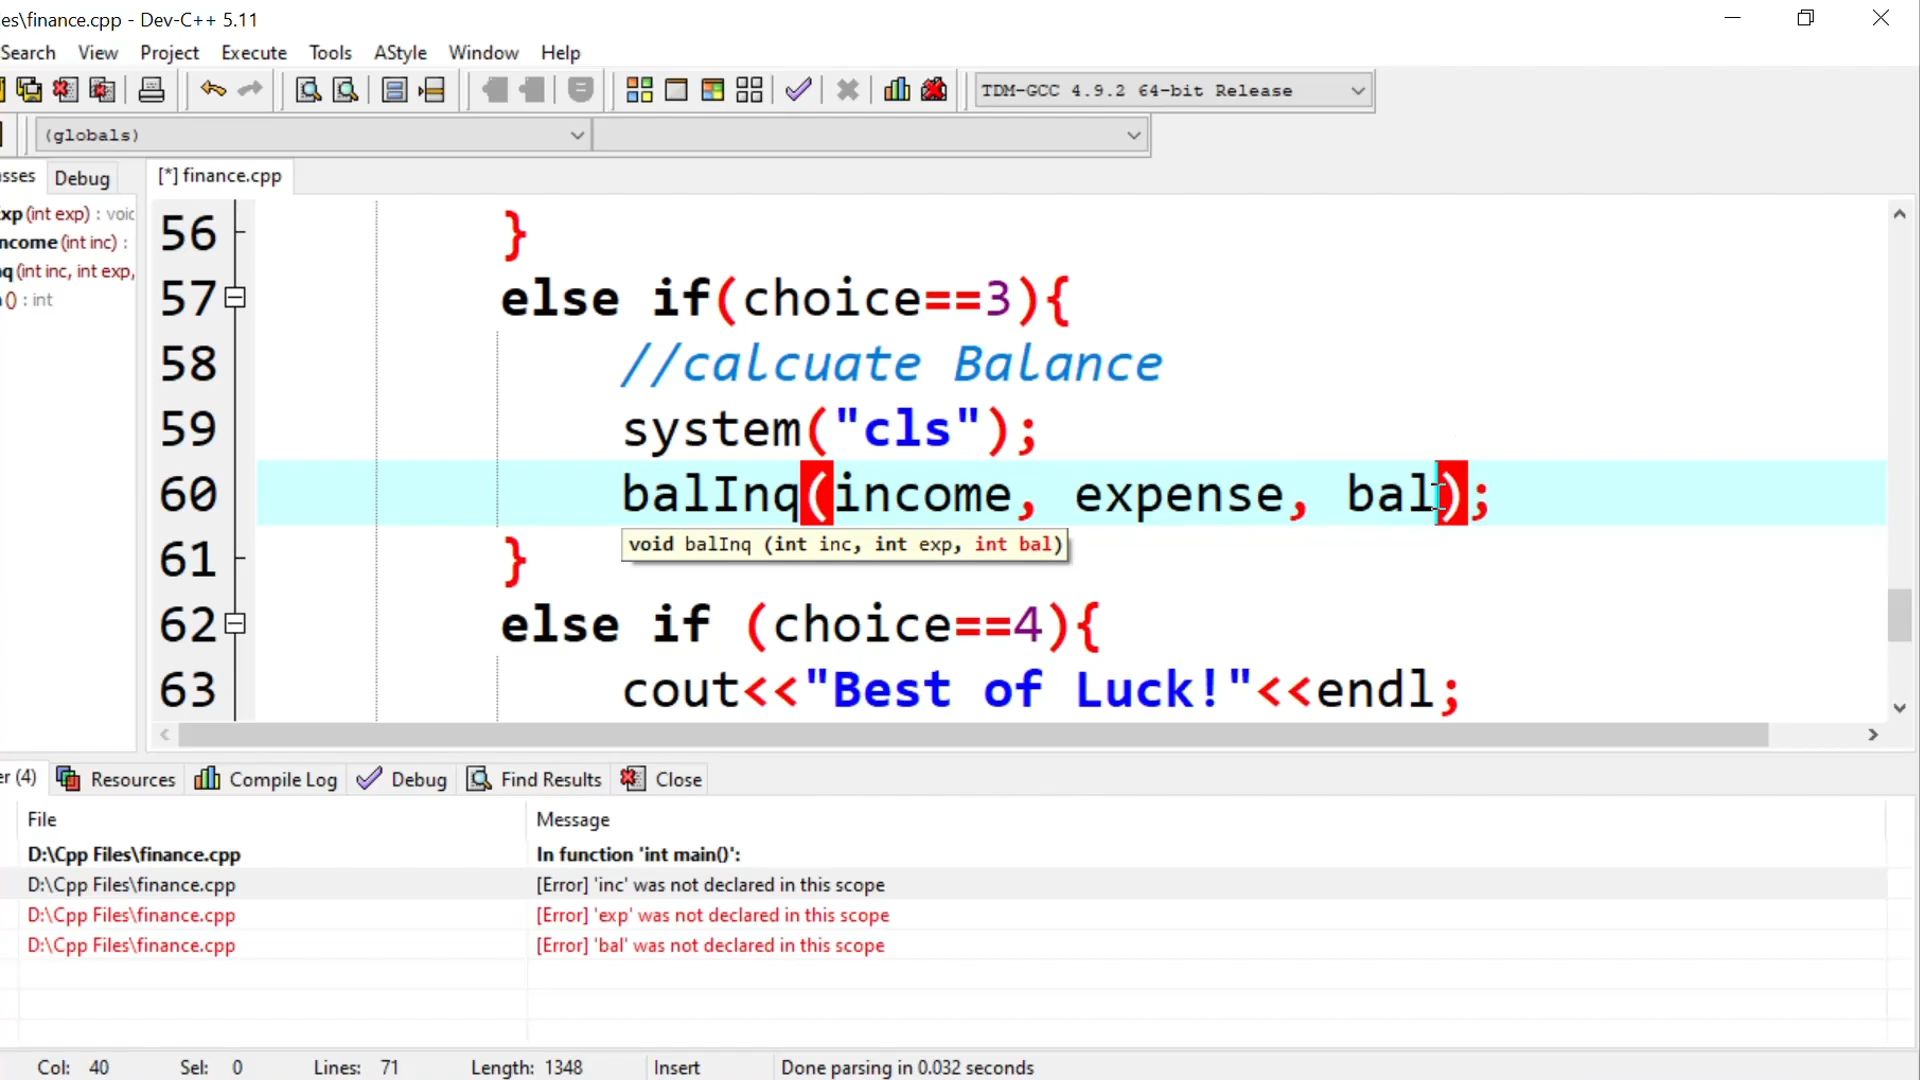 es\finance.cpp - Dev-C++ 5.11
Search View Project Execute Tools AStyle Window Help
TDM-GCC 4.9.2 64-bit Release
(globals)
sses Debug [*] finance.cpp
xp (int exp) : voic
ncome (int inc) :
q (int inc, int exp,
() : int
56 }
57 else if(choice==3){
58 //calcuate Balance
59 system("cls");
60 balInq(income, expense, bal);
void balInq (int inc, int exp, int bal)
61 }
62 else if (choice==4){
63 cout<<"Best of Luck!"<<endl;
er (4) Resources Compile Log Debug Find Results Close
File Message
D:\Cpp Files\finance.cpp In function 'int main()':
D:\Cpp Files\finance.cpp [Error] 'inc' was not declared in this scope
D:\Cpp Files\finance.cpp [Error] 'exp' was not declared in this scope
D:\Cpp Files\finance.cpp [Error] 'bal' was not declared in this scope
Col: 40 Sel: 0 Lines: 71 Length: 1348 Insert Done parsing in 0.032 seconds